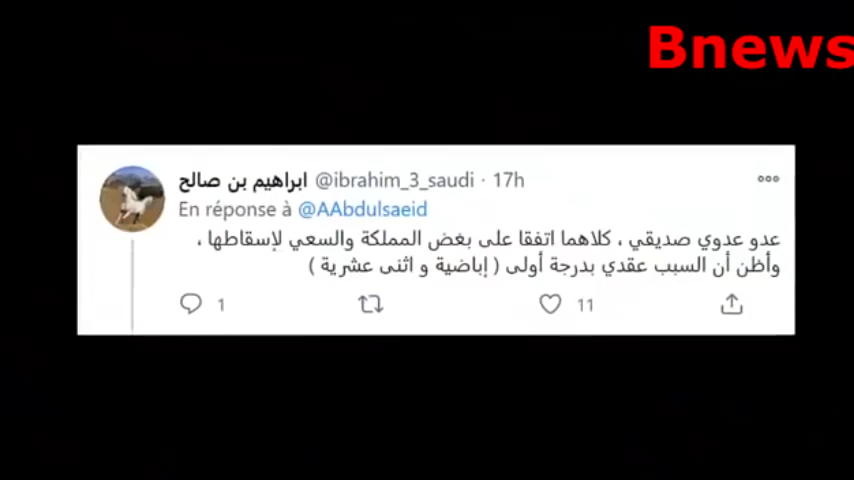 Bnews
ابراهيم بن صالح @ibrahim_3_saudi · 17h
En réponse à @AAbdulsaeid
عدو عدوي صديقي ، كلاهما اتفقا على بغض المملكة والسعي لإسقاطها ،
وأظن أن السبب عقدي بدرجة أولى ( إباضية و اثنى عشرية )
1 11